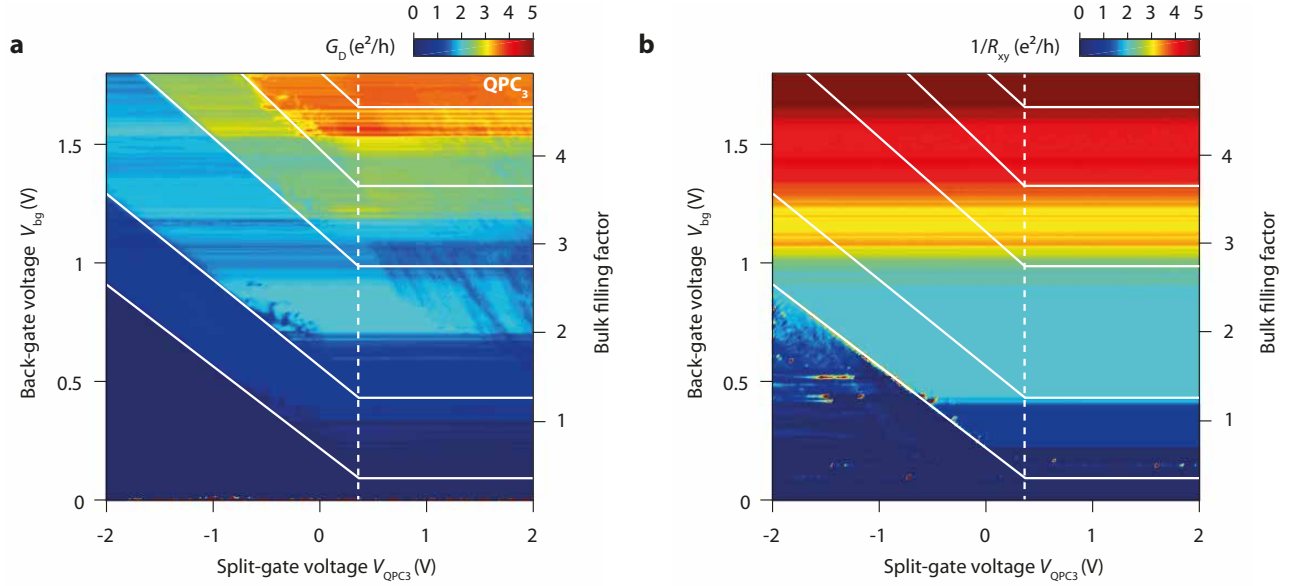 0 1 2 3 4 5
a G_D (e²/h)
QPC₃
1.5
1
0.5
0
Back-gate voltage V_bg (V)
4
3
2
1
Bulk filling factor
-2 -1 0 1 2
Split-gate voltage V_QPC3 (V)
0 1 2 3 4 5
b 1/R_xy (e²/h)
1.5
1
0.5
0
Back-gate voltage V_bg (V)
4
3
2
1
Bulk filling factor
-2 -1 0 1 2
Split-gate voltage V_QPC3 (V)